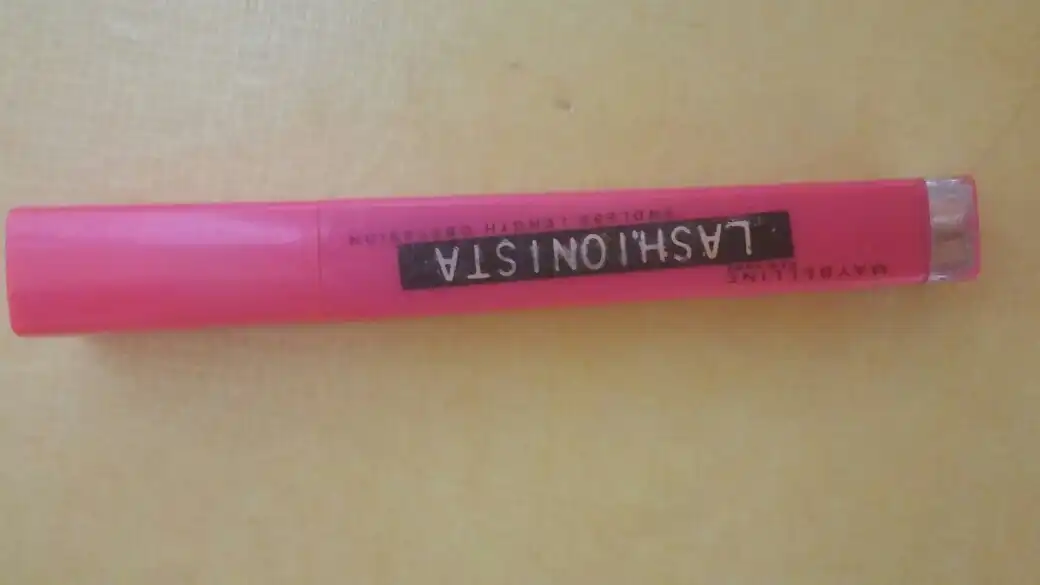 MAYBELLINE
LASH.IONISTA
ENDLESS LENGTH OBSESSION